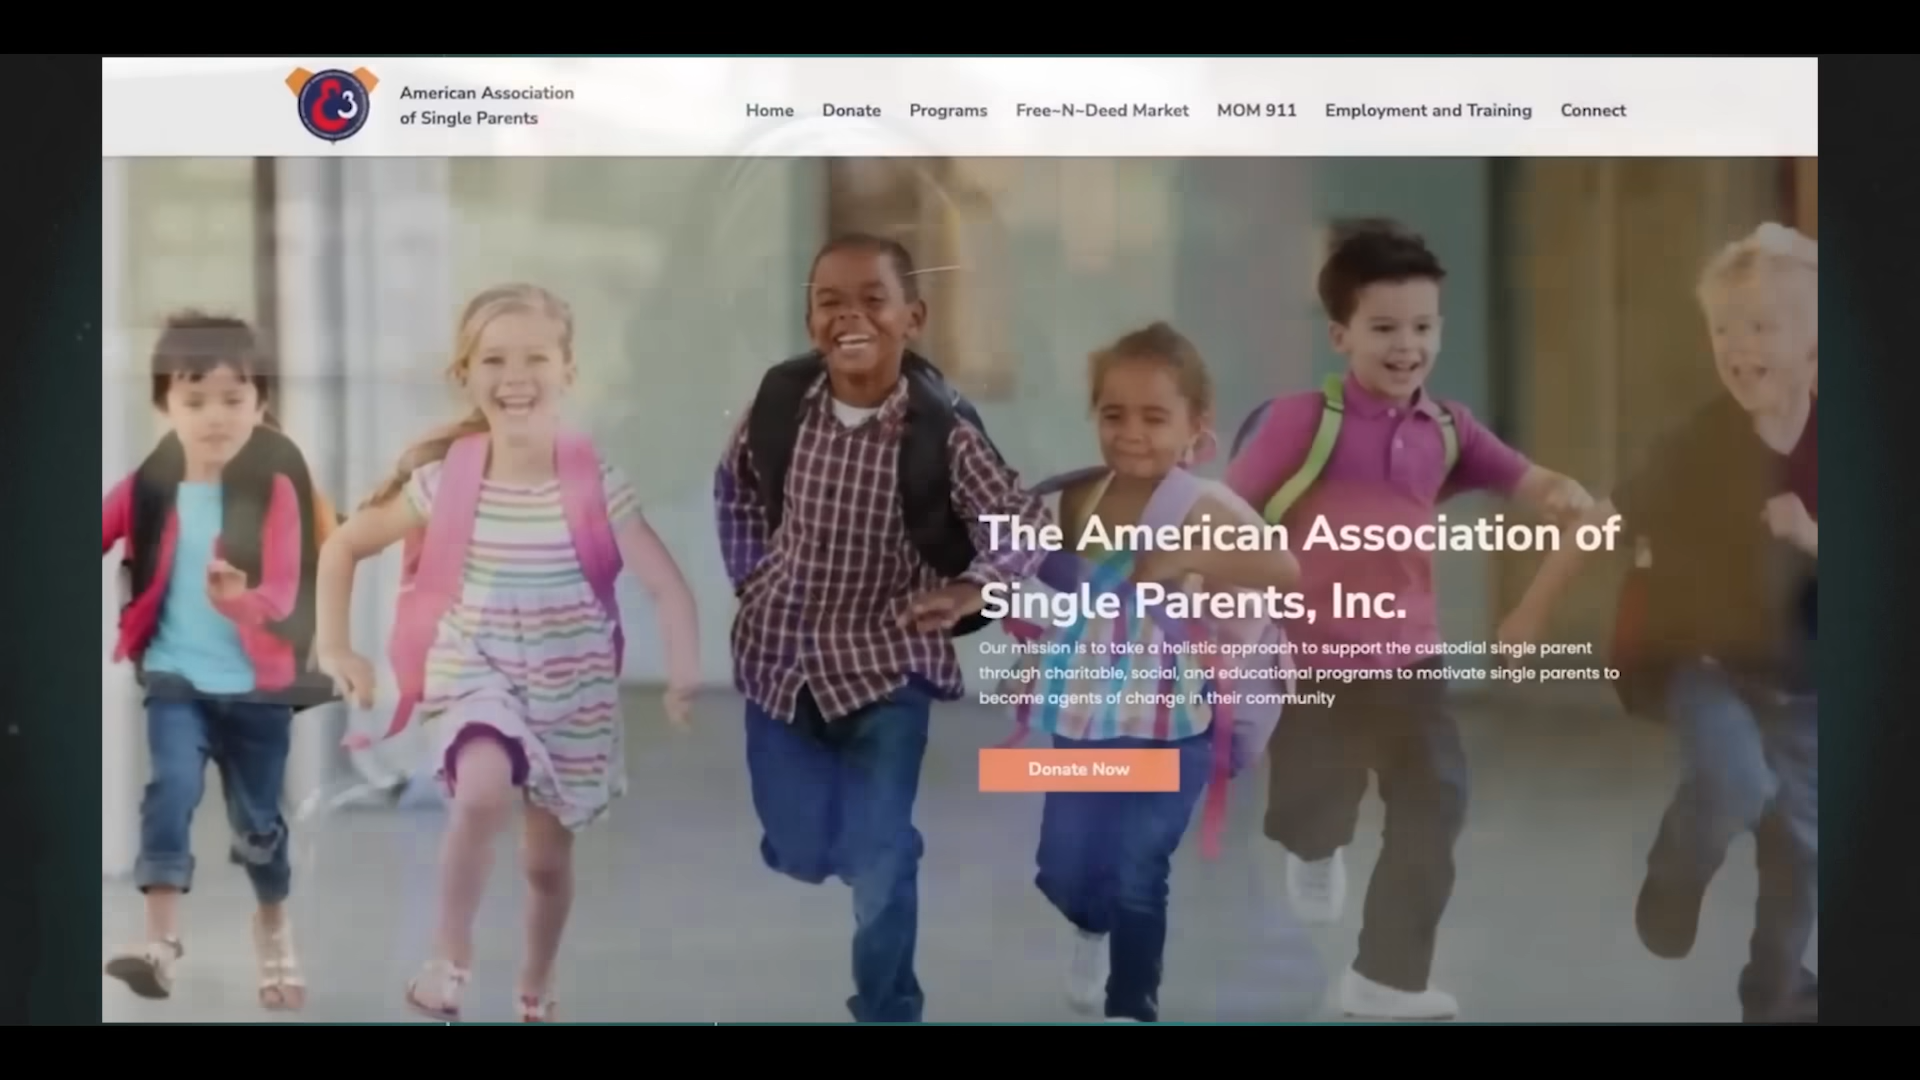 American Association
of Single Parents
Home Donate Programs Free~N~Deed Market MOM 911 Employment and Training Connect
The American Association of
Single Parents, Inc.
Our mission is to take a holistic approach to support the custodial single parent
through charitable, social, and educational programs to motivate single parents to
become agents of change in their community
Donate Now